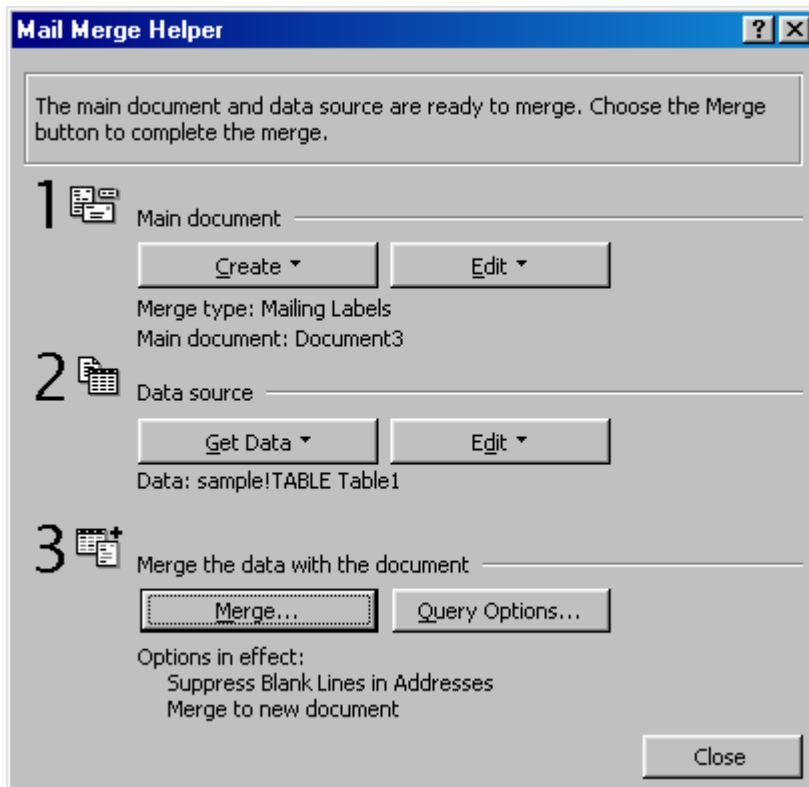 Mail Merge Helper
The main document and data source are ready to merge. Choose the Merge
button to complete the merge.
1
Main document
Create Edit
Merge type: Mailing Labels
Main document: Document3
2
Data source
Get Data Edit
Data: sample!TABLE Table1
3
Merge the data with the document
Merge... Query Options...
Options in effect:
Suppress Blank Lines in Addresses
Merge to new document
Close